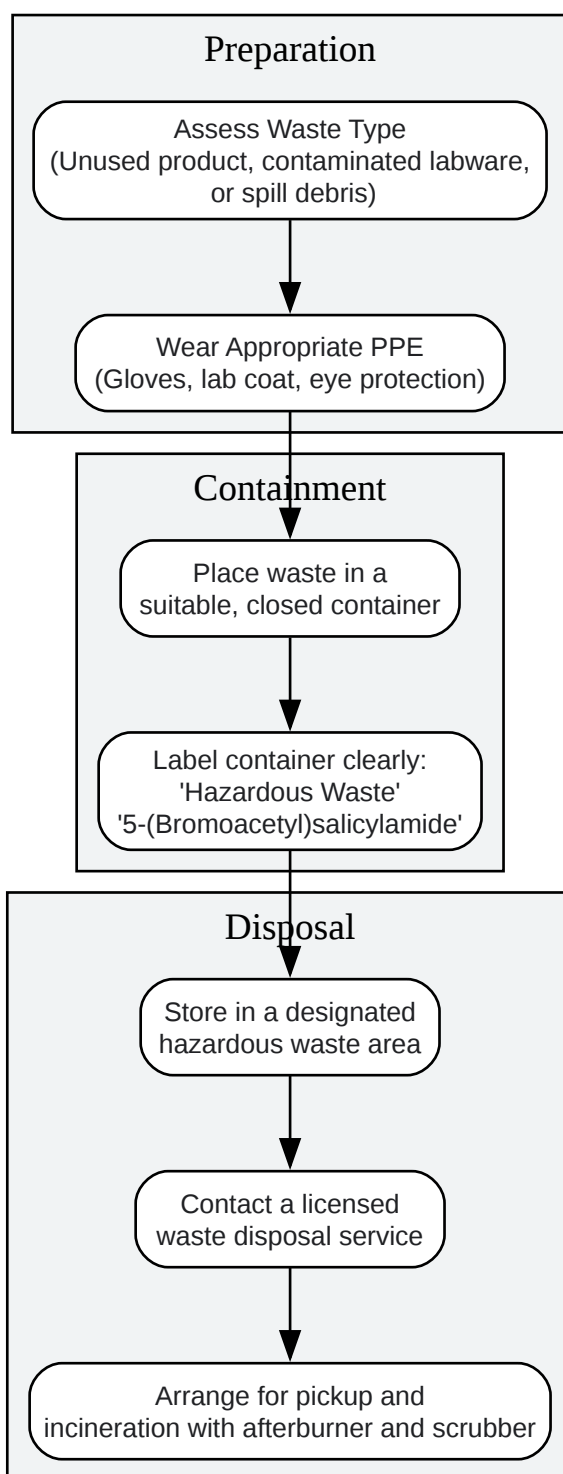 Preparation
Assess Waste Type
(Unused product, contaminated labware,
or spill debris)
Wear Appropriate PPE
(Gloves, lab coat, eye protection)
Containment
Place waste in a
suitable, closed container
Label container clearly:
'Hazardous Waste'
'5-(Bromoacetyl)salicylamide'
Disposal
Store in a designated
hazardous waste area
Contact a licensed
waste disposal service
Arrange for pickup and
incineration with afterburner and scrubber